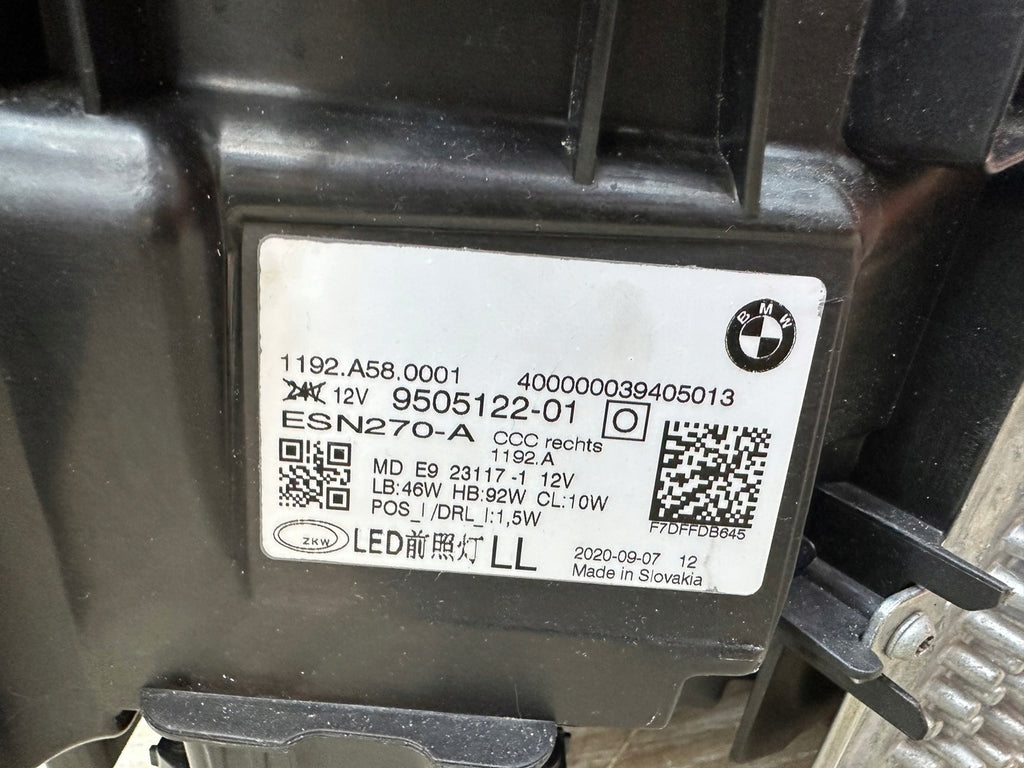 BMW
1192.A58.0001
400000039405013
24V 12V 9505122-01 O
ESN270-A CCC rechts
1192.A
MD E9 23117 -1 12V
LB:46W HB:92W CL:10W
POS_I /DRL_I:1,5W
F7DFFDB645
ZKW LED前照灯 LL
2020-09-07 12
Made in Slovakia